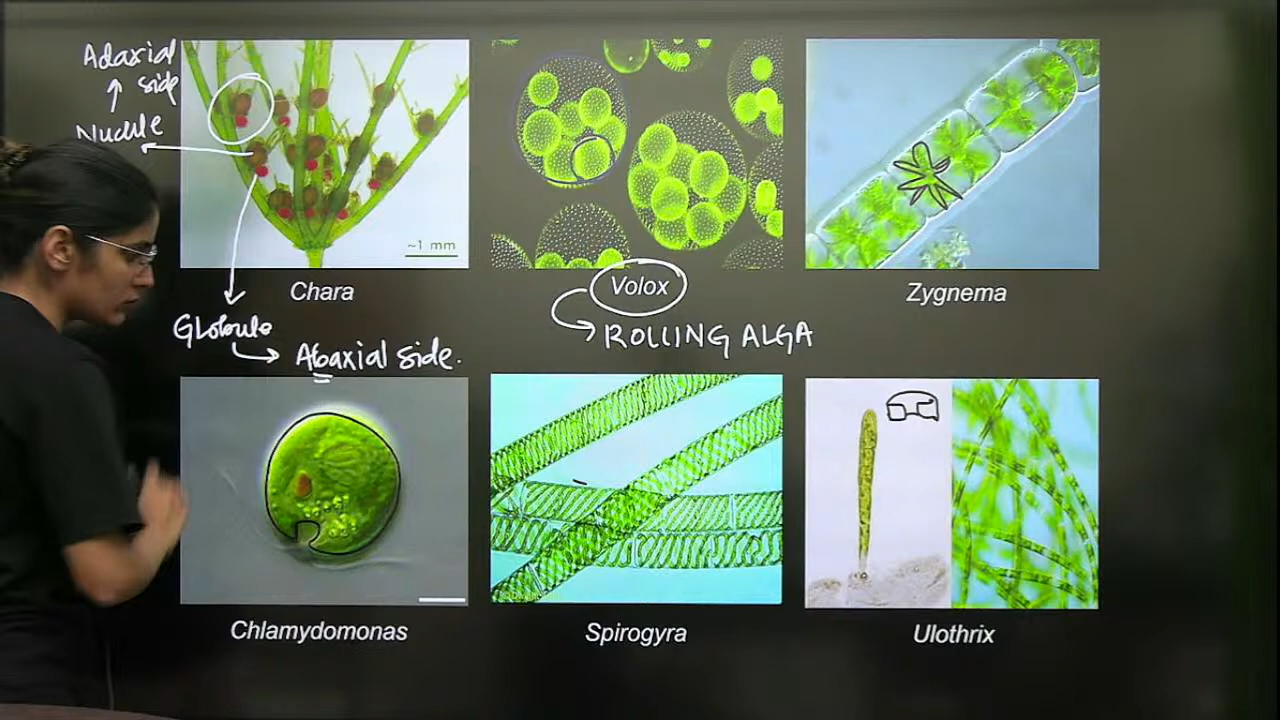 Adaxial
side
Nucule
~1 mm
Chara
Volox
Zygnema
Globule
ROLLING ALGA
Abaxial side.
Chlamydomonas
Spirogyra
Ulothrix